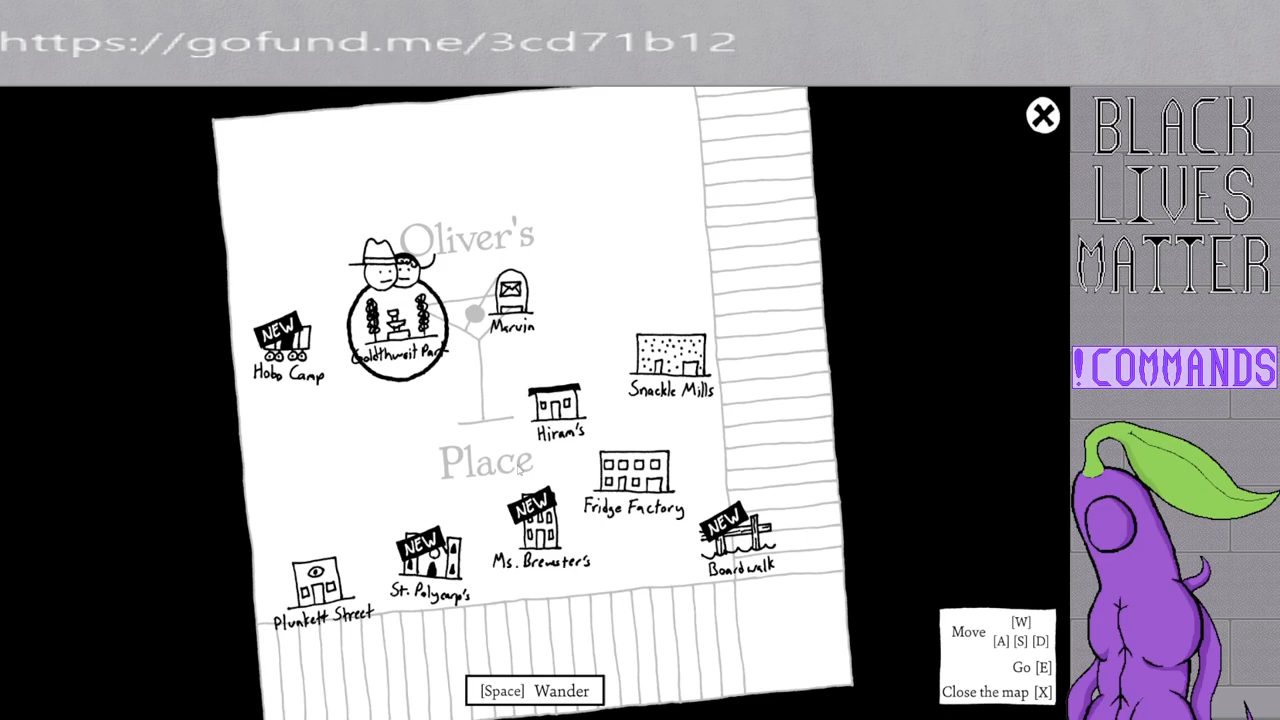 https://gofund.me/3cd71b12
BLACK
LIVES
MATTER
!COMMANDS
Oliver's
Place
NEW
Hobo Camp
Goldthwait Park
Marvin
Snackle Mills
Hiram's
Fridge Factory
NEW
Ms. Brewster's
NEW
Boardwalk
NEW
St. Polycarp's
Plunkett Street
[Space] Wander
Move [W]
[A] [S] [D]
Go [E]
Close the map [X]